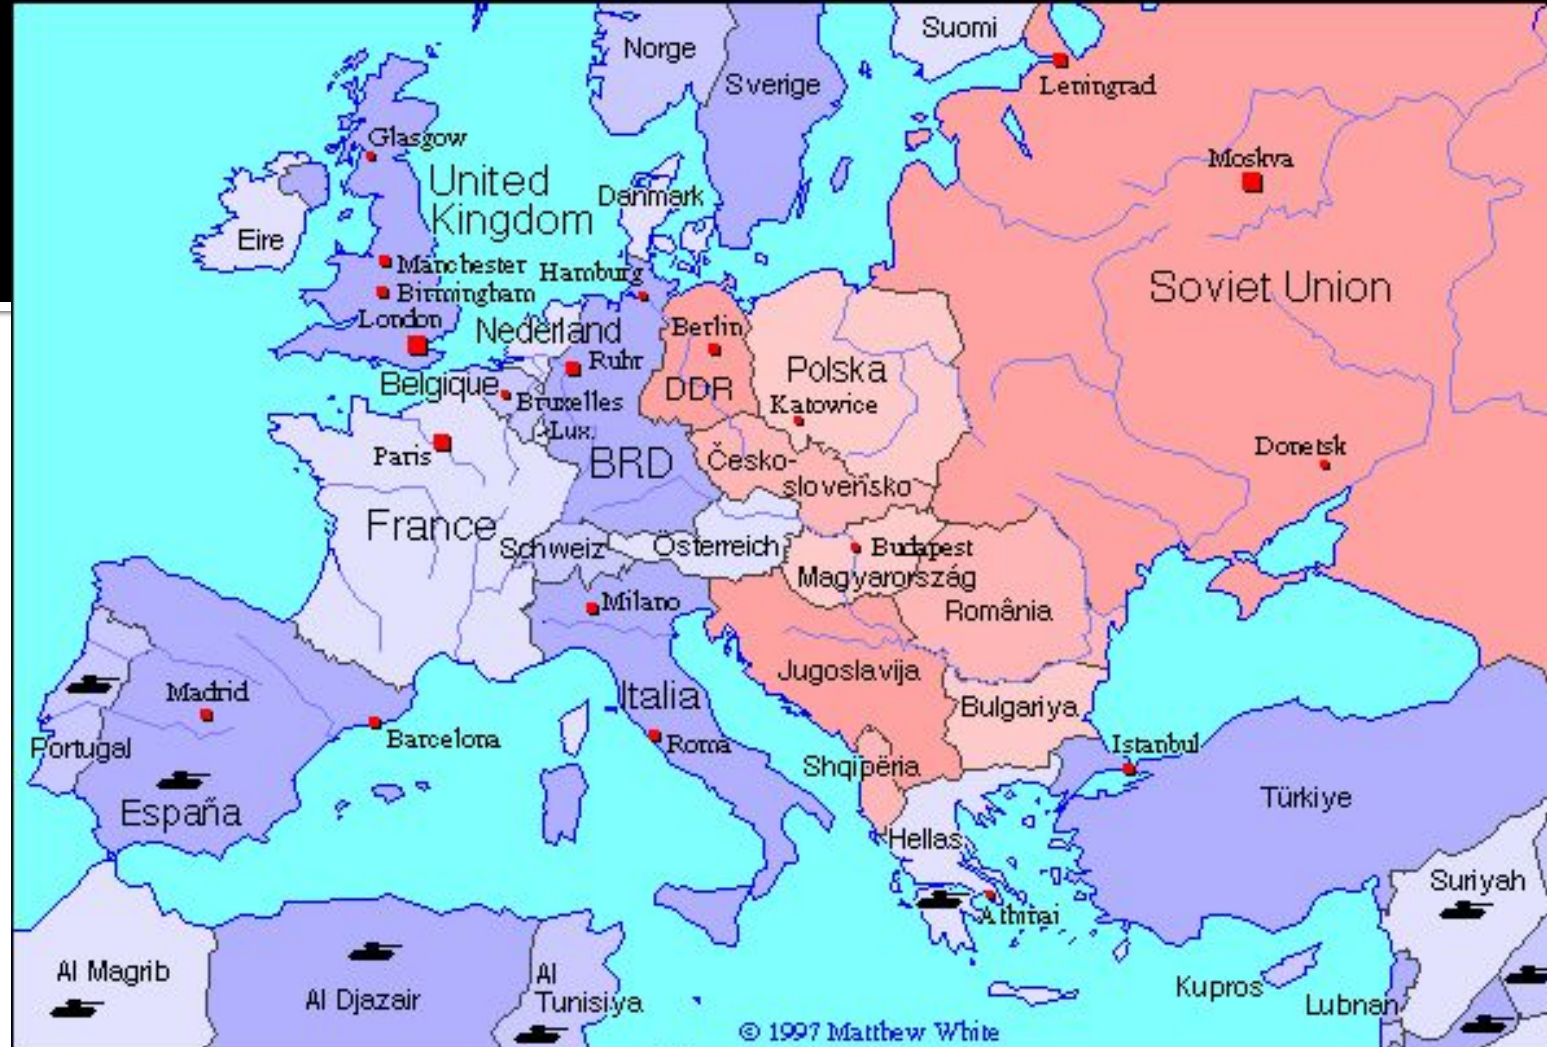 Norge
Suomi
Sverige
Leningrad
Glasgow
Moskva
United
Kingdom
Danmark
Eire
Manchester
Hamburg
Birmingham
Soviet Union
London
Nederland
Berlin
Ruhr
Polska
Belgique
DDR
Bruxelles
Katowice
Lux.
Paris
BRD
Česko-
slovensko
Donetsk
France
Schweiz
Österreich
Budapest
Magyarország
Milano
România
Jugoslavija
Madrid
Italia
Bulgariya
Portugal
Barcelona
Roma
Istanbul
Shqipëria
España
Türkiye
Hellas
Suriyah
Athinai
Al Magrib
Al Djazair
Al
Tunisiya
Kupros
Lubnan
© 1997 Matthew White